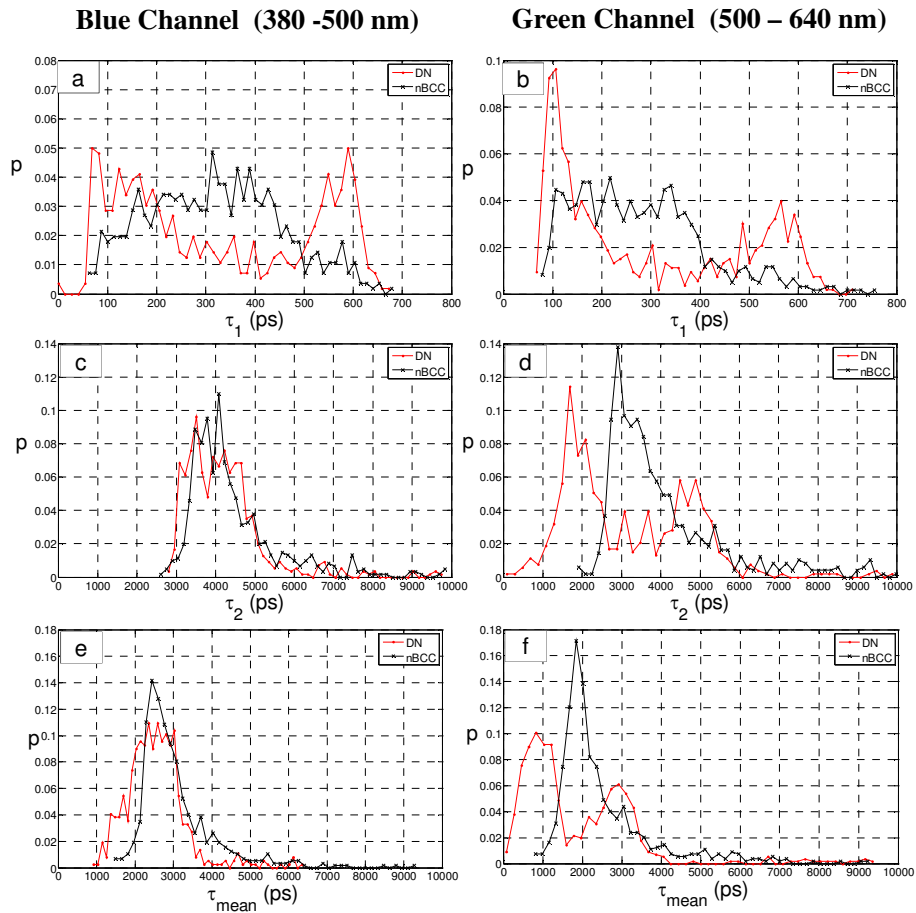 Blue Channel (380 -500 nm)
Green Channel (500 – 640 nm)
a
DN
nBCC
0.08
0.07
0.06
0.05
0.04
0.03
0.02
0.01
0
p
0 100 200 300 400 500 600 700 800
τ1 (ps)
b
DN
nBCC
0.1
0.08
0.06
0.04
0.02
0
p
0 100 200 300 400 500 600 700 800
τ1 (ps)
c
DN
nBCC
0.14
0.12
0.1
0.08
0.06
0.04
0.02
0
p
0 1000 2000 3000 4000 5000 6000 7000 8000 9000 10000
τ2 (ps)
d
DN
nBCC
0.14
0.12
0.1
0.08
0.06
0.04
0.02
0
p
0 1000 2000 3000 4000 5000 6000 7000 8000 9000 10000
τ2 (ps)
e
DN
nBCC
0.18
0.16
0.14
0.12
0.10
0.08
0.06
0.04
0.02
0
p
0 1000 2000 3000 4000 5000 6000 7000 8000 9000 10000
τmean (ps)
f
DN
nBCC
0.18
0.16
0.14
0.12
0.10
0.08
0.06
0.04
0.02
0
p
0 1000 2000 3000 4000 5000 6000 7000 8000 9000 10000
τmean (ps)